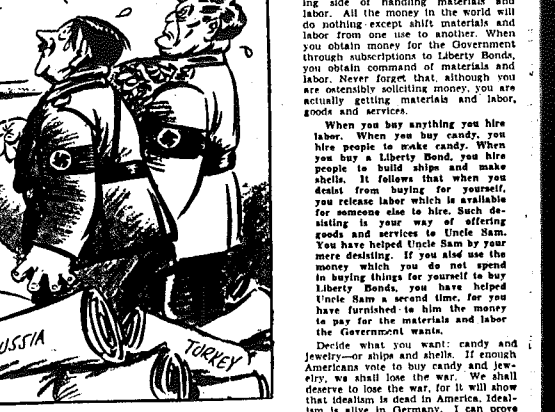 USSIA
TURKEY
ing side of handling materials and
labor. All the money in the world will
do nothing except shift materials and
labor from one use to another. When
you obtain money for the Government
through subscriptions to Liberty Bonds,
you obtain command of materials and
labor. Never forget that, although you
are ostensibly soliciting money, you are
actually getting materials and labor,
goods and services.
When you buy anything you hire
labor. When you buy candy, you
hire people to make candy. When
you buy a Liberty Bond, you hire
people to build ships and make
shells. It follows that when you
desist from buying for yourself,
you release labor which is available
for someone else to hire. Such de-
sisting is your way of offering
goods and services to Uncle Sam.
You have helped Uncle Sam by your
mere desisting. If you also use the
money which you do not spend
in buying things for yourself to buy
Liberty Bonds, you have helped
Uncle Sam a second time, for you
have furnished to him the money
to pay for the materials and labor
the Government wants.
Decide what you want: candy and
jewelry—or ships and shells. If enough
Americans vote to buy candy and jew-
elry, we shall lose the war. We shall
deserve to lose the war, for it will show
that idealism is dead in America. Ideal-
ism is alive in Germany. I can prove